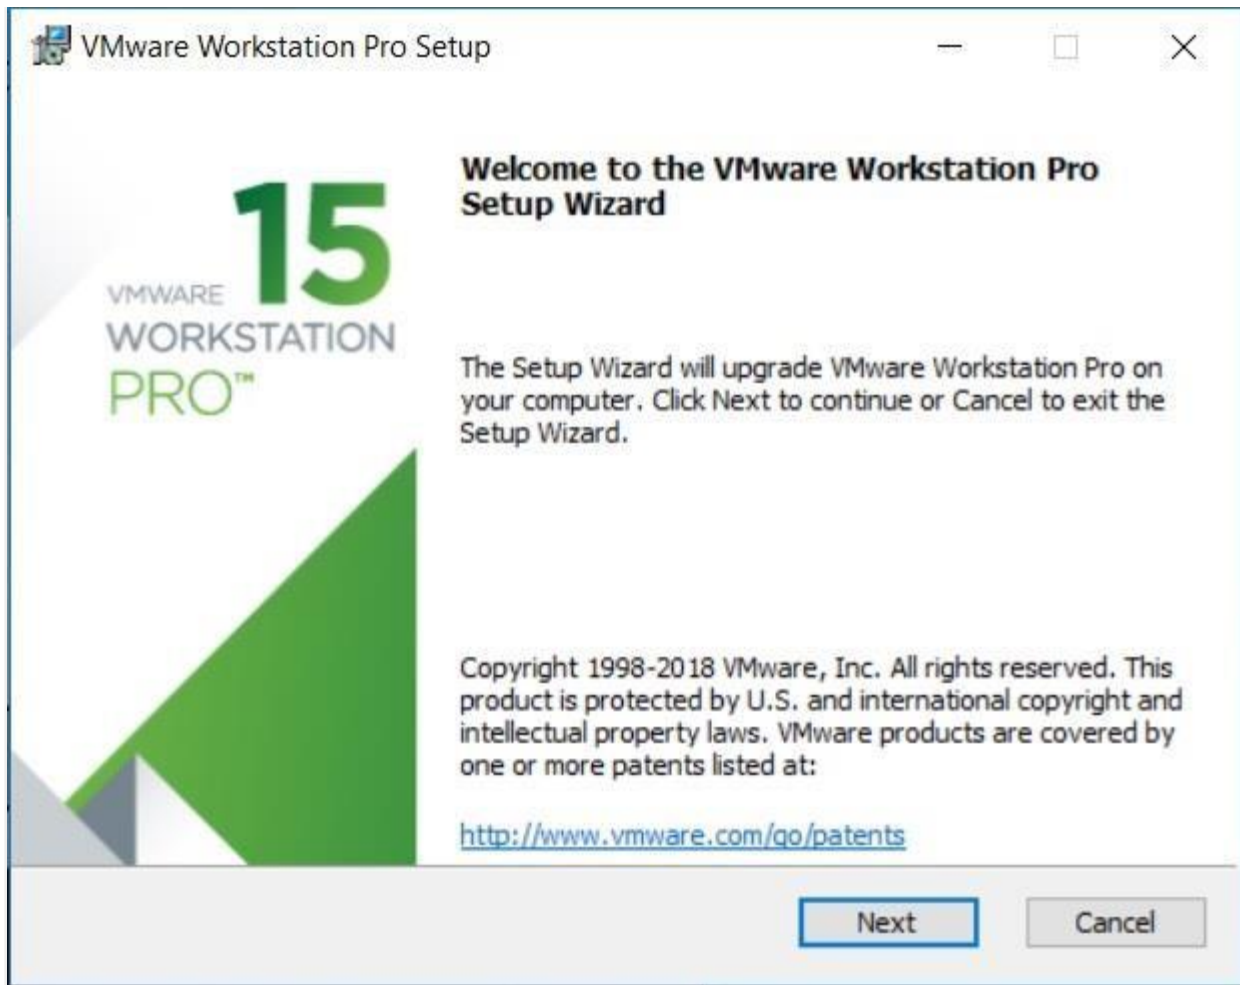 VMware Workstation Pro Setup
Welcome to the VMware Workstation Pro
Setup Wizard
15
VMWARE
WORKSTATION
PRO™
The Setup Wizard will upgrade VMware Workstation Pro on
your computer. Click Next to continue or Cancel to exit the
Setup Wizard.
Copyright 1998-2018 VMware, Inc. All rights reserved. This
product is protected by U.S. and international copyright and
intellectual property laws. VMware products are covered by
one or more patents listed at:
http://www.vmware.com/go/patents
Next
Cancel